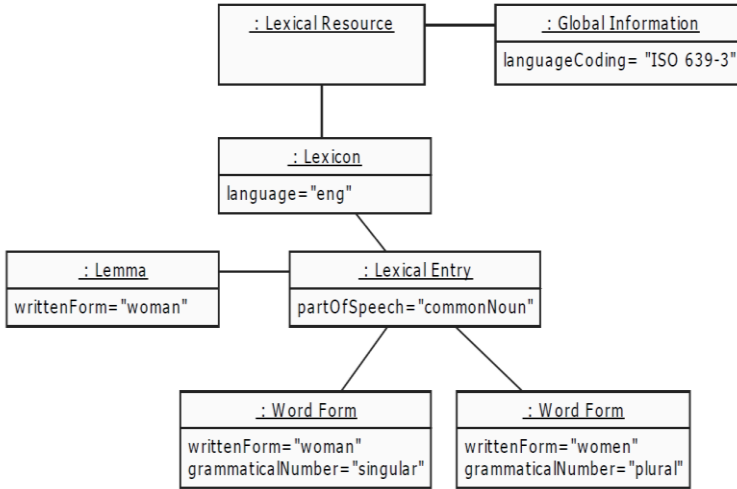 : Lexical Resource
: Global Information
languageCoding= "ISO 639-3"
: Lexicon
language="eng"
: Lemma
writtenForm="woman"
: Lexical Entry
partOfSpeech="commonNoun"
: Word Form
writtenForm="woman"
grammaticalNumber="singular"
: Word Form
writtenForm="women"
grammaticalNumber="plural"